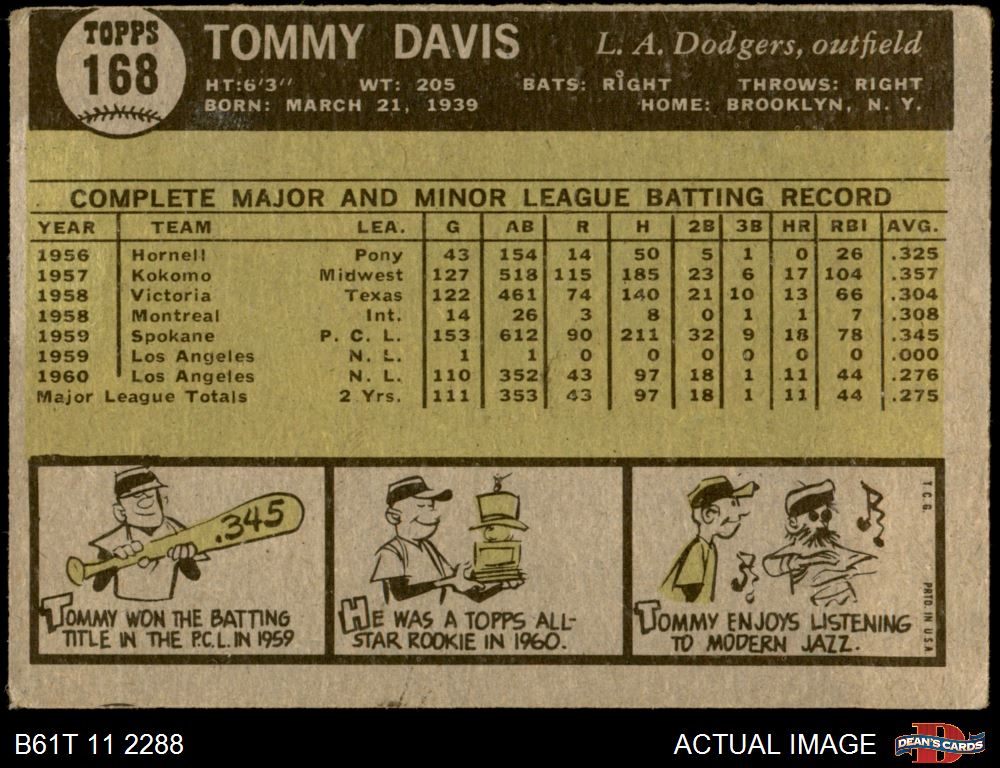 TOPPS
168
TOMMY DAVIS
L. A. Dodgers, outfield
HT:6'3" WT: 205 BATS: RIGHT THROWS: RIGHT
BORN: MARCH 21, 1939 HOME: BROOKLYN, N. Y.
COMPLETE MAJOR AND MINOR LEAGUE BATTING RECORD
YEAR TEAM LEA. G AB R H 2B 3B HR RBI AVG.
1956 Hornell Pony 43 154 14 50 5 1 0 26 .325
1957 Kokomo Midwest 127 518 115 185 23 6 17 104 .357
1958 Victoria Texas 122 461 74 140 21 10 13 66 .304
1958 Montreal Int. 14 26 3 8 0 1 1 7 .308
1959 Spokane P. C. L. 153 612 90 211 32 9 18 78 .345
1959 Los Angeles N. L. 1 1 0 0 0 0 0 0 .000
1960 Los Angeles N. L. 110 352 43 97 18 1 11 44 .276
Major League Totals 2 Yrs. 111 353 43 97 18 1 11 44 .275
.345
TOMMY WON THE BATTING
TITLE IN THE P.C.L. IN 1959
HE WAS A TOPPS ALL-
STAR ROOKIE IN 1960.
TOMMY ENJOYS LISTENING
TO MODERN JAZZ.
T.C.G. PRTD. IN U.S.A.
B61T 11 2288
ACTUAL IMAGE
D
DEAN'S CARDS